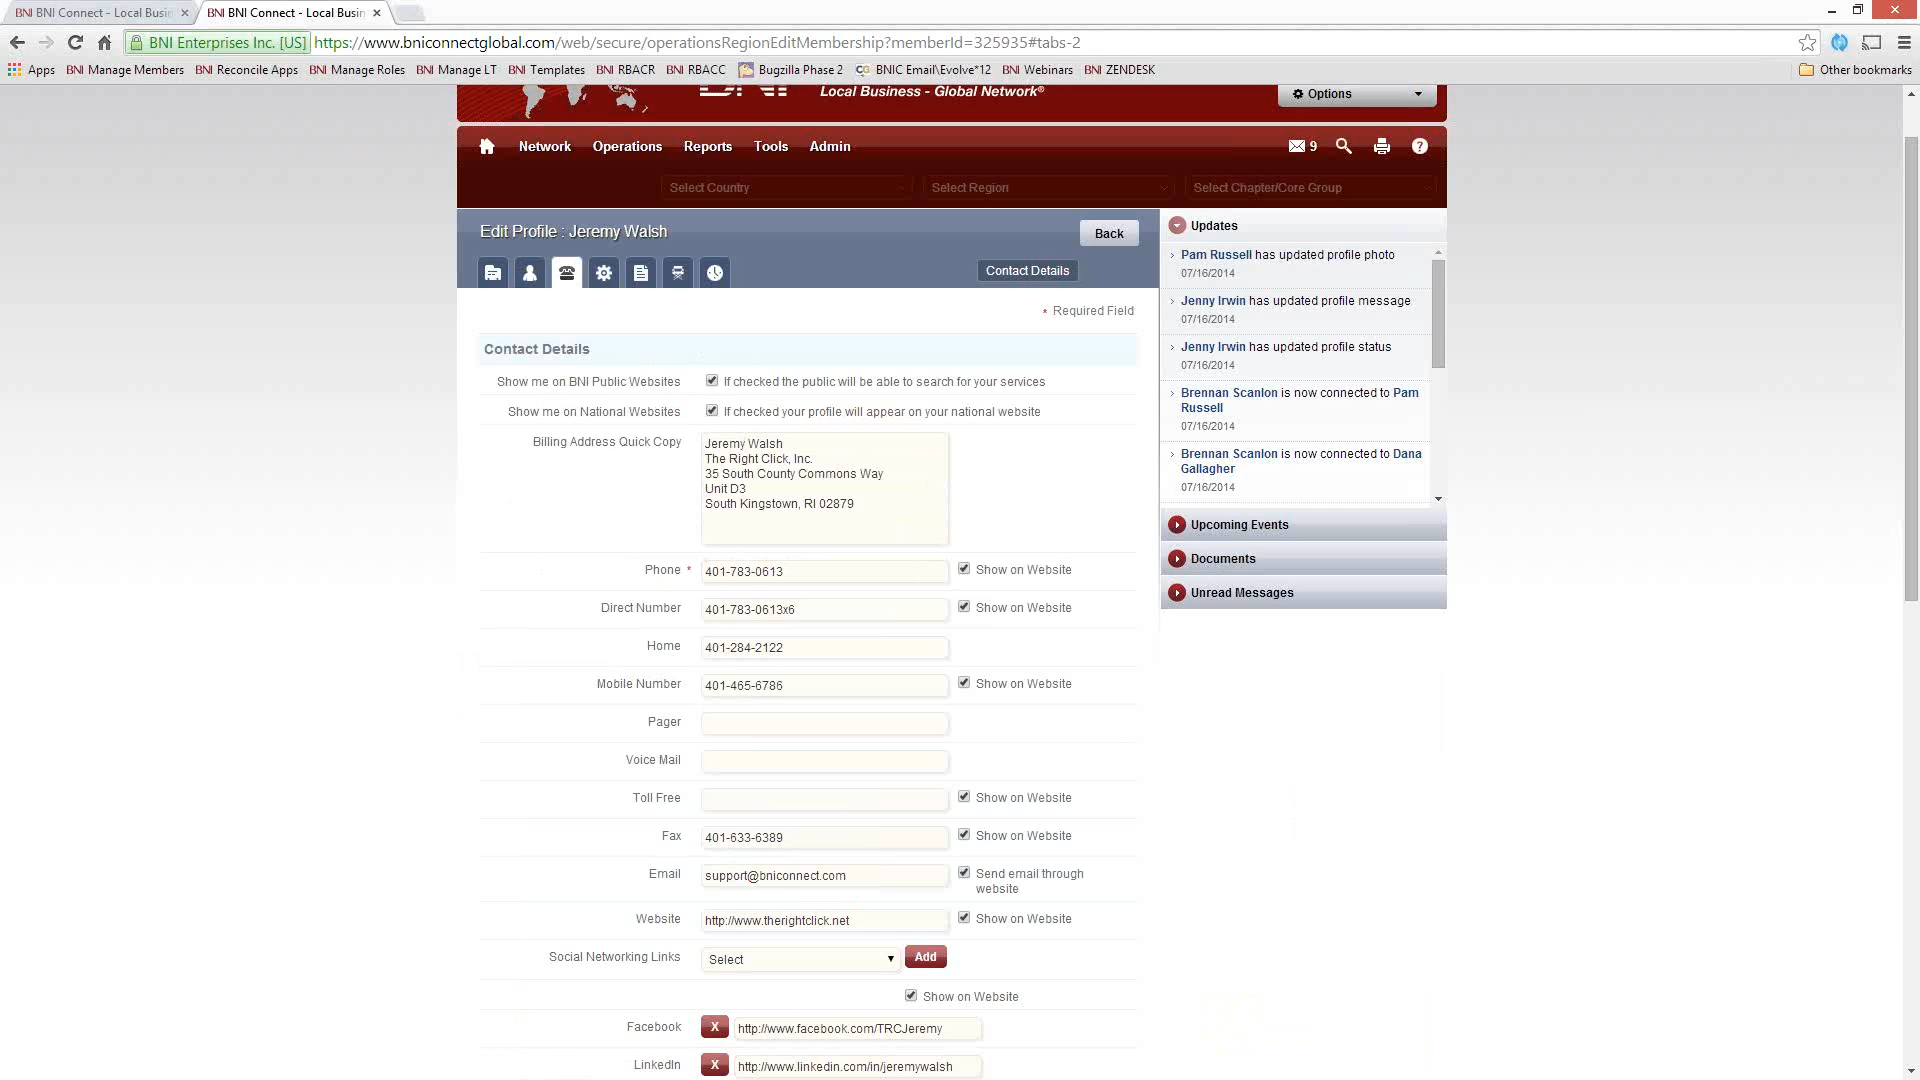 BNI BNI Connect - Local Busin
BNI BNI Connect - Local Busin
BNI Enterprises Inc. [US] https://www.bniconnectglobal.com/web/secure/operationsRegionEditMembership?memberId=325935#tabs-2
Apps BNI Manage Members BNI Reconcile Apps BNI Manage Roles BNI Manage LT BNI Templates BNI RBACR BNI RBACC Bugzilla Phase 2 BNIC Email\Evolve*12 BNI Webinars BNI ZENDESK Other bookmarks
Local Business - Global Network®
Options
Network Operations Reports Tools Admin 9
Select Country Select Region Select Chapter/Core Group
Edit Profile : Jeremy Walsh
Back
Contact Details
* Required Field
Contact Details
Show me on BNI Public Websites If checked the public will be able to search for your services
Show me on National Websites If checked your profile will appear on your national website
Billing Address Quick Copy
Jeremy Walsh
The Right Click, Inc.
35 South County Commons Way
Unit D3
South Kingstown, RI 02879
Phone * 401-783-0613 Show on Website
Direct Number 401-783-0613x6 Show on Website
Home 401-284-2122
Mobile Number 401-465-6786 Show on Website
Pager
Voice Mail
Toll Free Show on Website
Fax 401-633-6389 Show on Website
Email support@bniconnect.com Send email through
website
Website http://www.therightclick.net Show on Website
Social Networking Links Select Add
Show on Website
Facebook X http://www.facebook.com/TRCJeremy
LinkedIn X http://www.linkedin.com/in/jeremywalsh
Updates
Pam Russell has updated profile photo
07/16/2014
Jenny Irwin has updated profile message
07/16/2014
Jenny Irwin has updated profile status
07/16/2014
Brennan Scanlon is now connected to Pam
Russell
07/16/2014
Brennan Scanlon is now connected to Dana
Gallagher
07/16/2014
Upcoming Events
Documents
Unread Messages